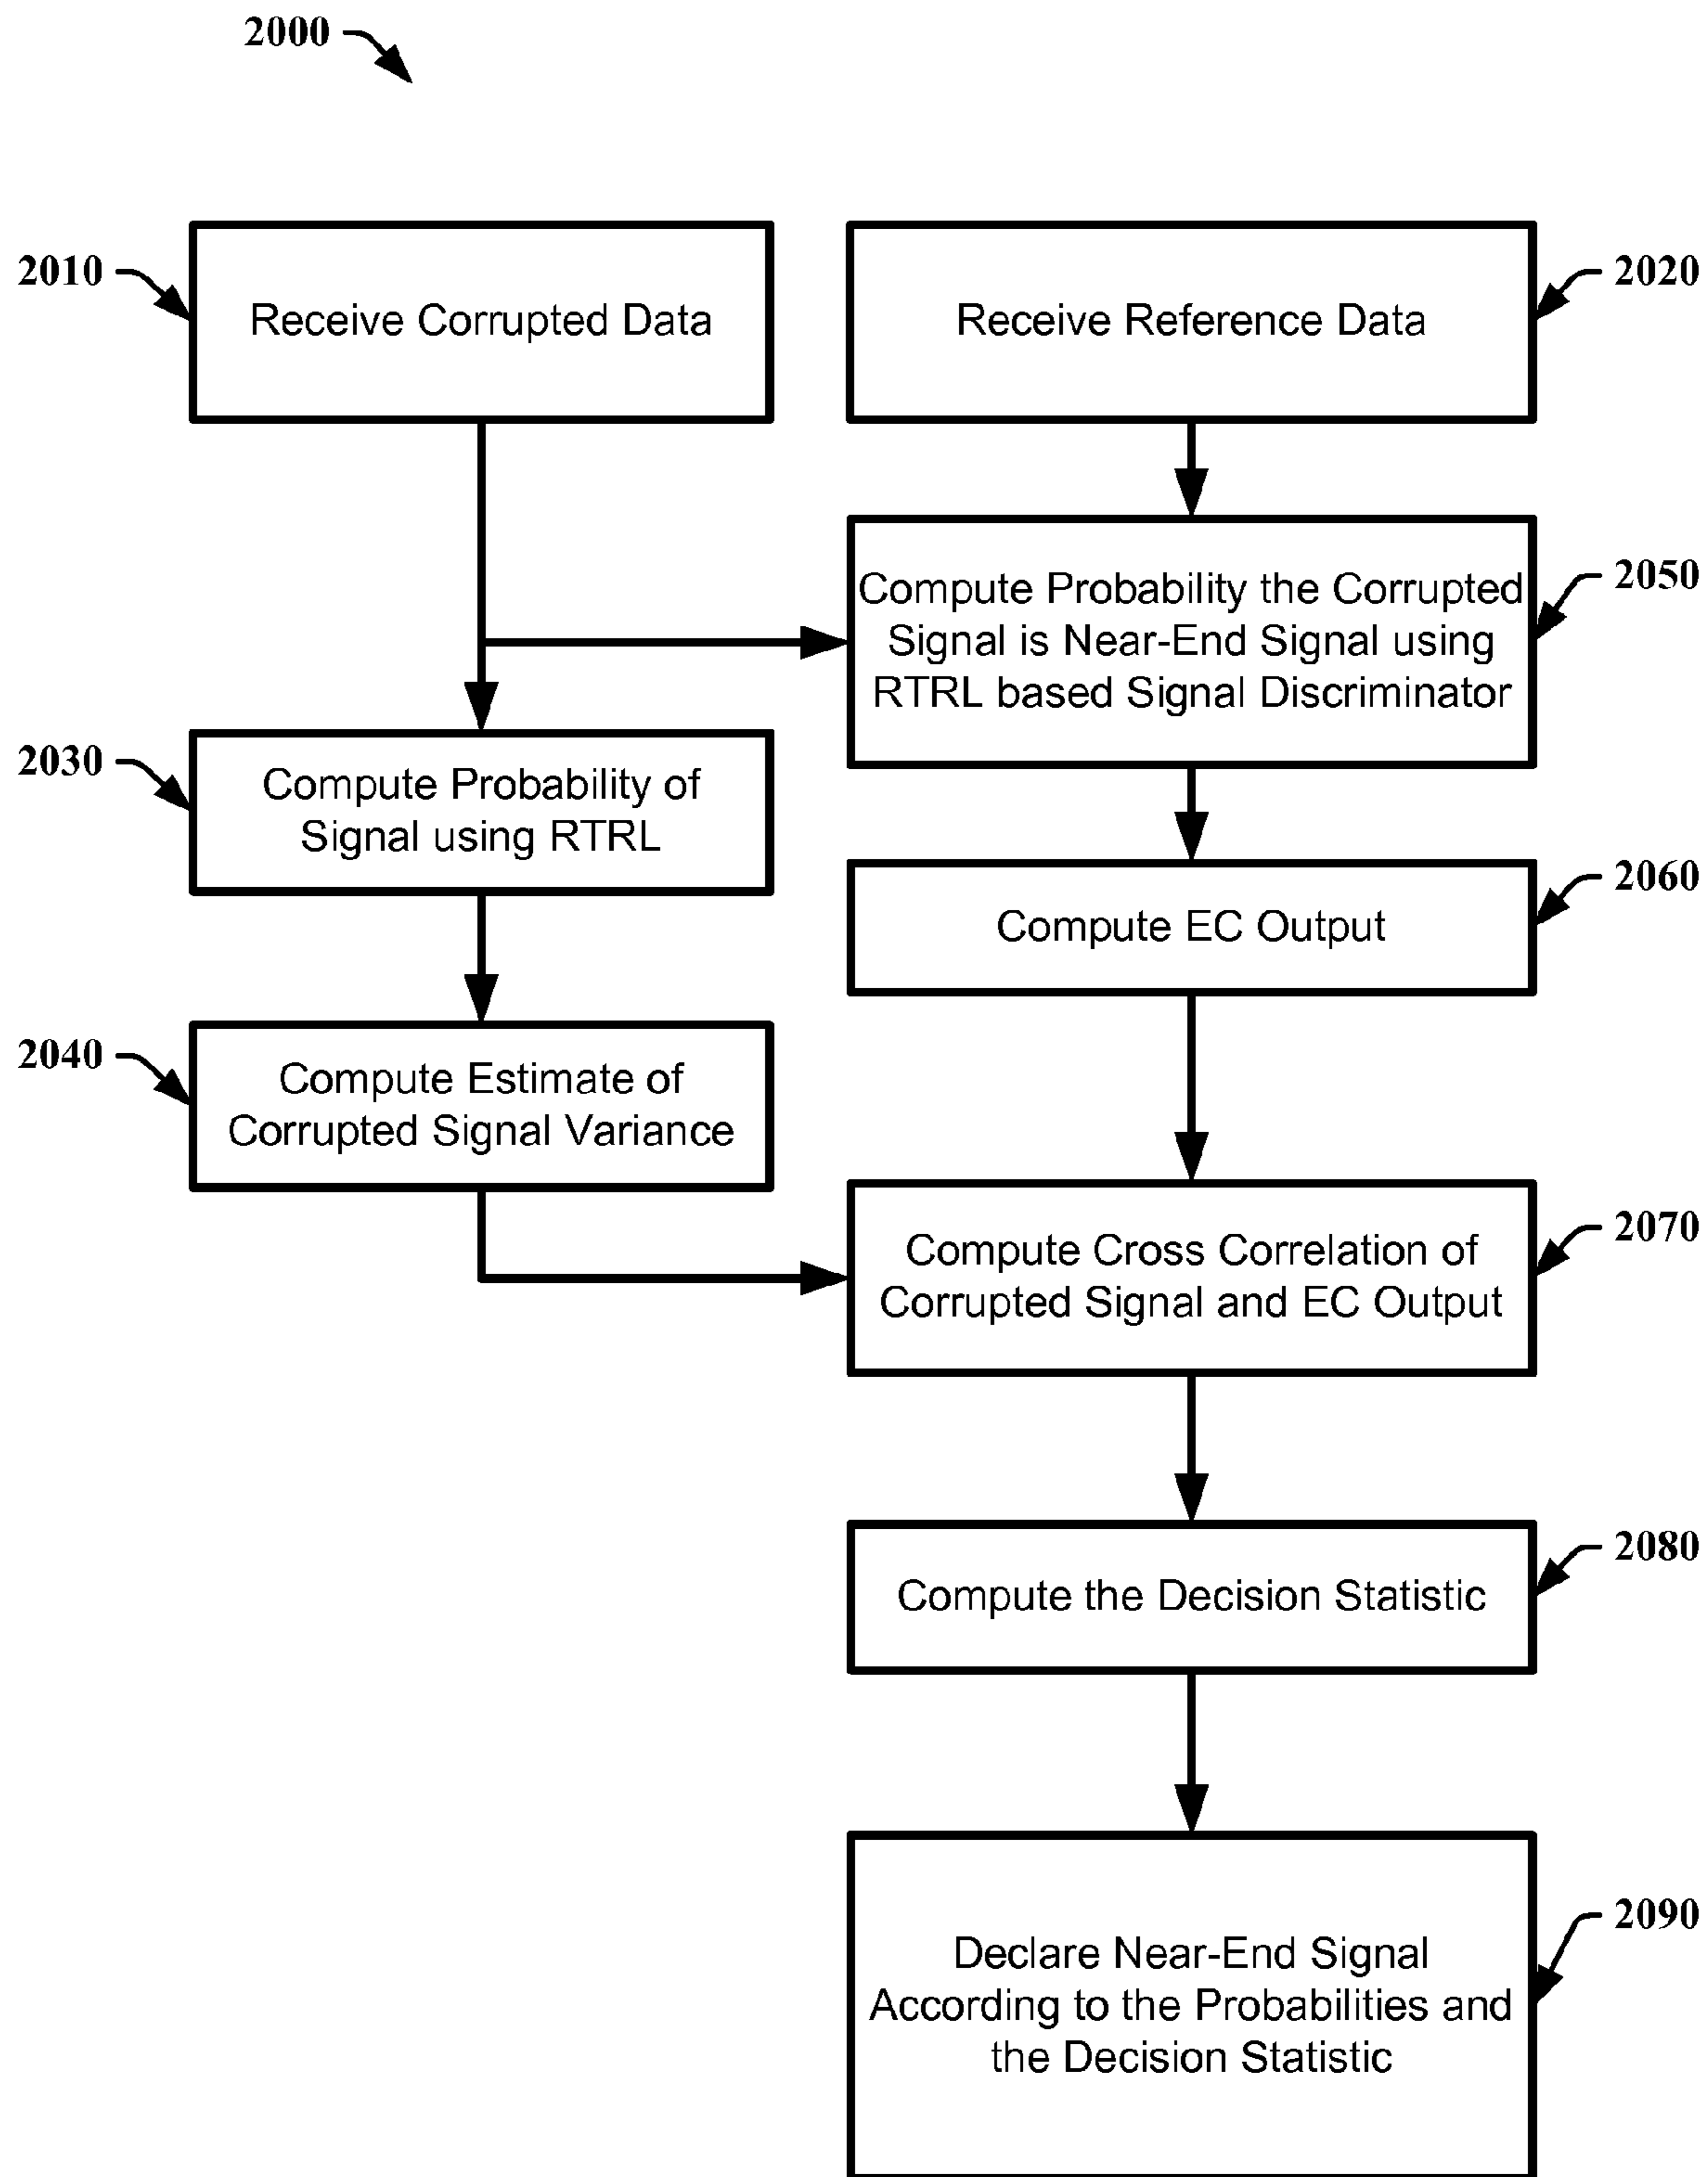 2000
2010
Receive Corrupted Data
Receive Reference Data
2020
Compute Probability the Corrupted
Signal is Near-End Signal using
RTRL based Signal Discriminator
2050
2030
Compute Probability of
Signal using RTRL
Compute EC Output
2060
2040
Compute Estimate of
Corrupted Signal Variance
Compute Cross Correlation of
Corrupted Signal and EC Output
2070
Compute the Decision Statistic
2080
Declare Near-End Signal
According to the Probabilities and
the Decision Statistic
2090